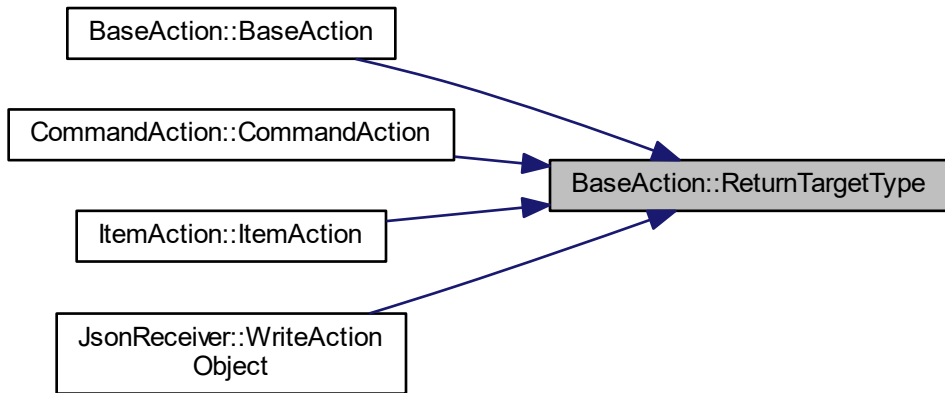 BaseAction::BaseAction
CommandAction::CommandAction
BaseAction::ReturnTargetType
ItemAction::ItemAction
JsonReceiver::WriteAction
Object